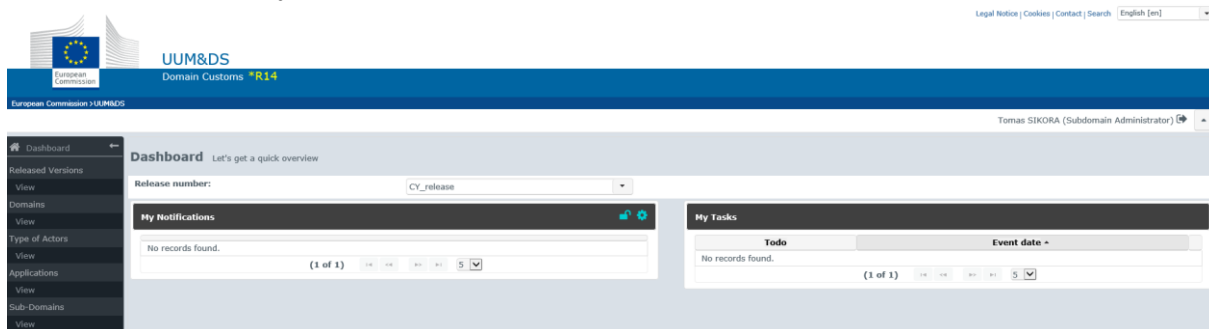 Legal Notice | Cookies | Contact | Search English [en]
UUM&DS
European Commission
Domain Customs *R14
European Commission >UUM&DS
Tomas SIKORA (Subdomain Administrator)
Dashboard
Dashboard Let's get a quick overview
Released Versions
View
Release number: CY_release
Domains
View
My Notifications
My Tasks
Type of Actors
Todo Event date
No records found.
No records found.
View
(1 of 1) 5
(1 of 1) 5
Applications
View
Sub-Domains
View